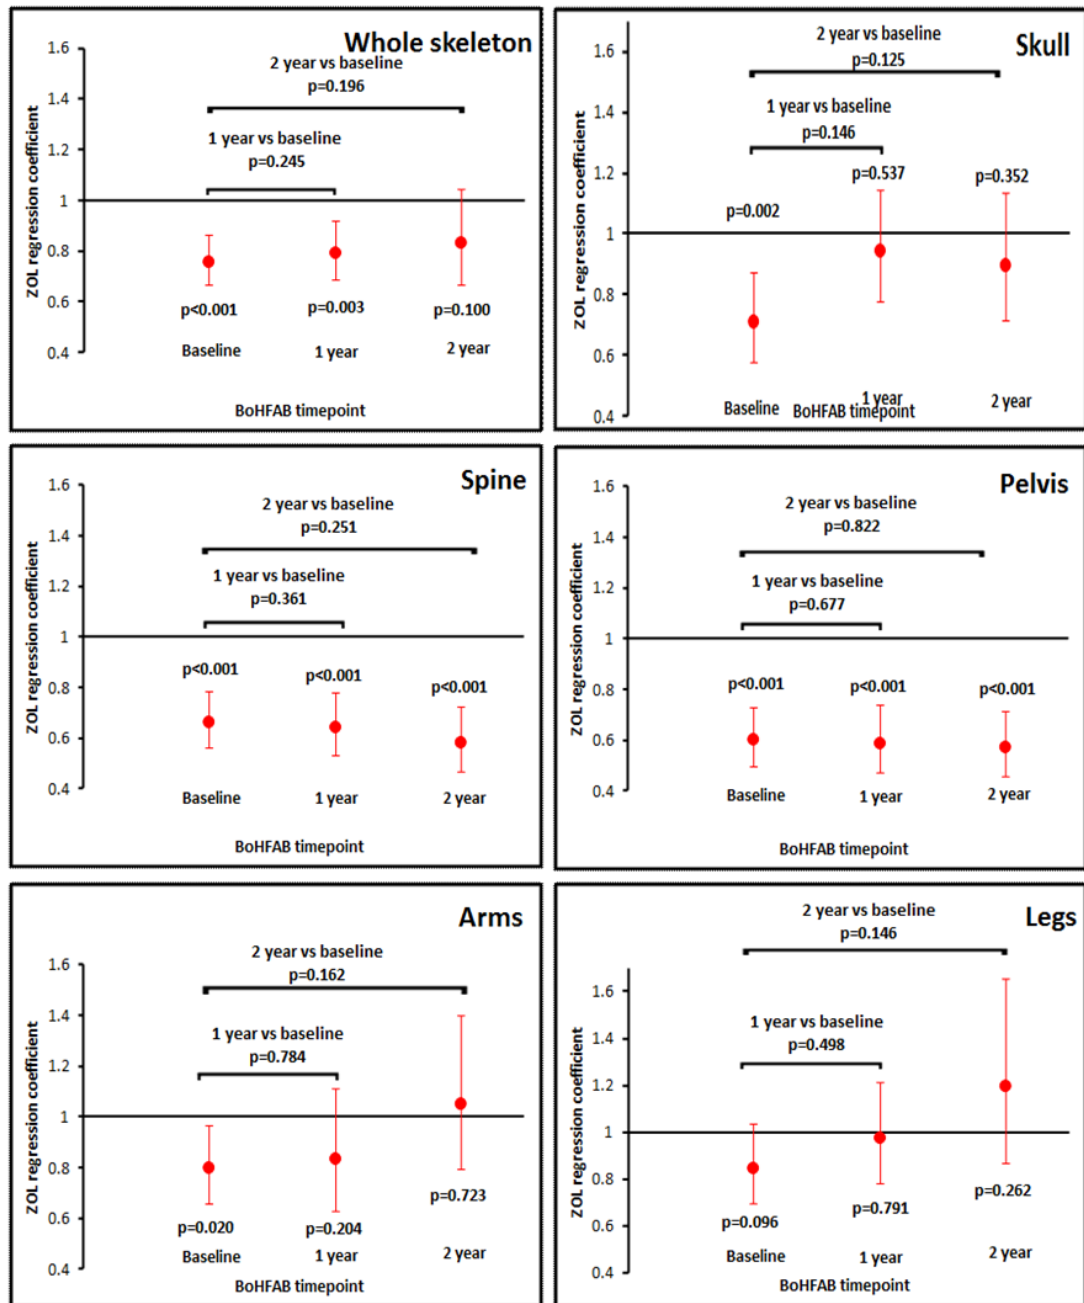 Whole skeleton
ZOL regression coefficient
1.6
1.4
1.2
1
0.8
0.6
0.4
2 year vs baseline
p=0.196
1 year vs baseline
p=0.245
p<0.001
p=0.003
p=0.100
Baseline
1 year
2 year
BoHFAB timepoint
Skull
ZOL regression coefficient
1.6
1.4
1.2
1
0.8
0.6
0.4
2 year vs baseline
p=0.125
1 year vs baseline
p=0.146
p=0.002
p=0.537
p=0.352
Baseline
1 year
2 year
BoHFAB timepoint
Spine
ZOL regression coefficient
1.6
1.4
1.2
1
0.8
0.6
0.4
2 year vs baseline
p=0.251
1 year vs baseline
p=0.361
p<0.001
p<0.001
p<0.001
Baseline
1 year
2 year
BoHFAB timepoint
Pelvis
ZOL regression coefficient
1.6
1.4
1.2
1
0.8
0.6
0.4
2 year vs baseline
p=0.822
1 year vs baseline
p=0.677
p<0.001
p<0.001
p<0.001
Baseline
1 year
2 year
BoHFAB timepoint
Arms
ZOL regression coefficient
1.6
1.4
1.2
1
0.8
0.6
0.4
2 year vs baseline
p=0.162
1 year vs baseline
p=0.784
p=0.020
p=0.204
p=0.723
Baseline
1 year
2 year
BoHFAB timepoint
Legs
ZOL regression coefficient
1.6
1.4
1.2
1
0.8
0.6
0.4
2 year vs baseline
p=0.146
1 year vs baseline
p=0.498
p=0.096
p=0.791
p=0.262
Baseline
1 year
2 year
BoHFAB timepoint